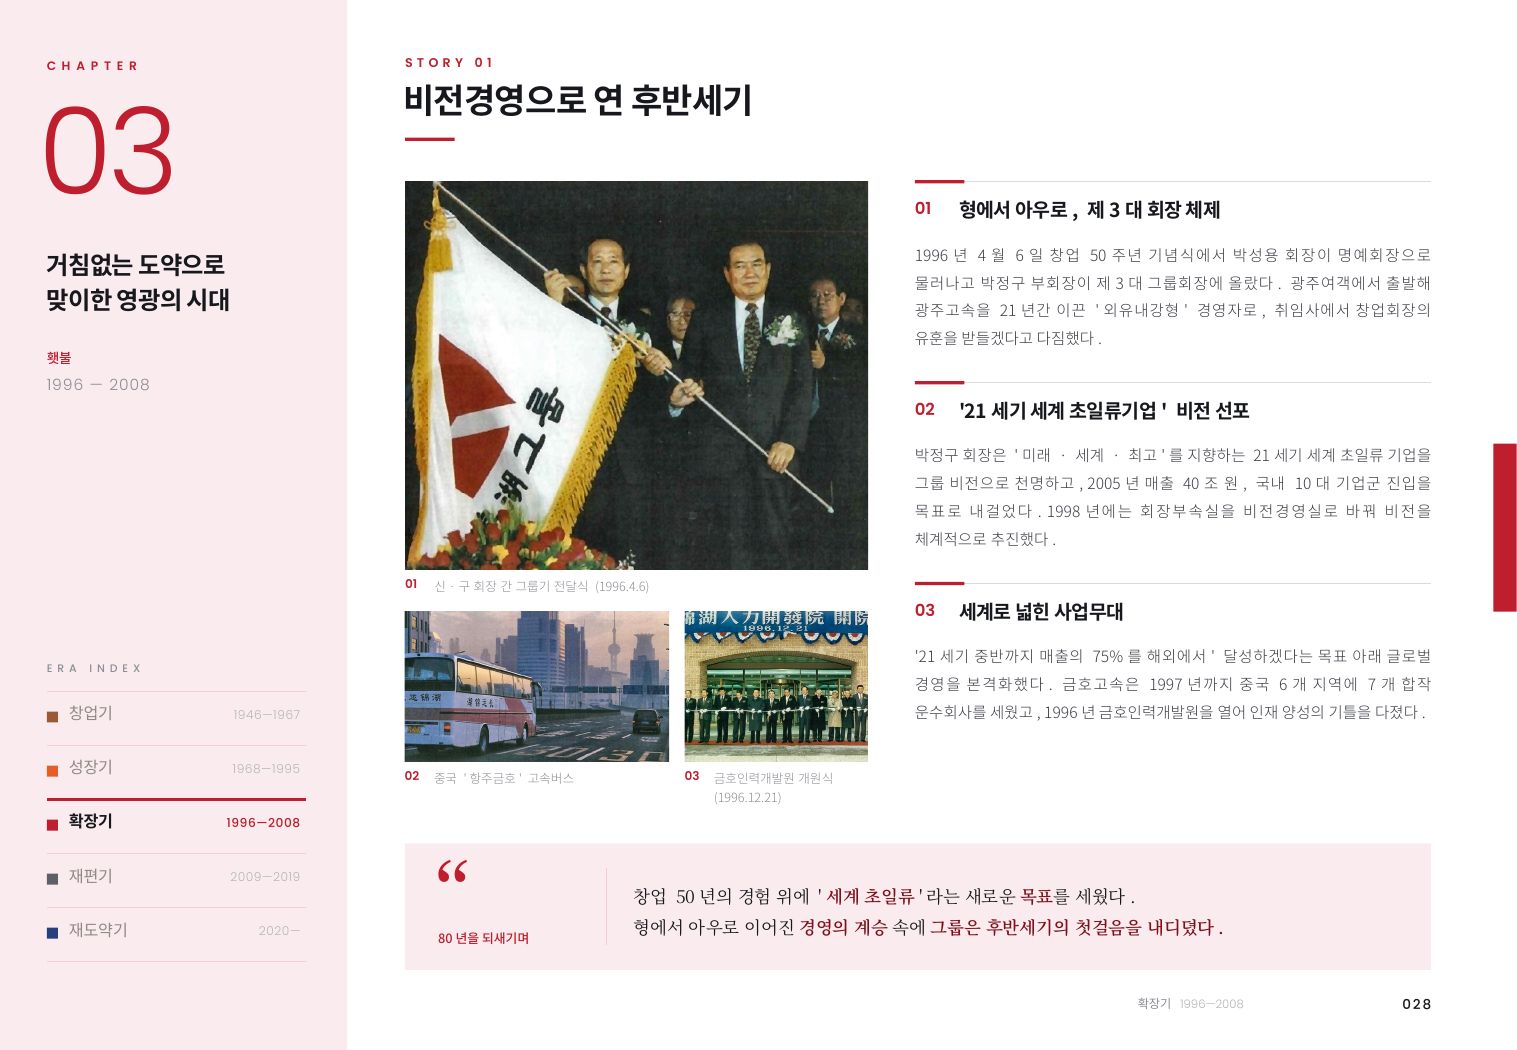 CHAPTER
03
거침없는 도약으로
맞이한 영광의 시대
횃불
1996 — 2008
ERA INDEX
창업기 1946—1967
성장기 1968—1995
확장기 1996—2008
재편기 2009—2019
재도약기 2020—
STORY 01
비전경영으로 연 후반세기
湖그룹
01 신 · 구 회장 간 그룹기 전달식 (1996.4.6)
錦湖人力開發院 開院
1996.12.21
02 중국 ' 항주금호 ' 고속버스
03 금호인력개발원 개원식
(1996.12.21)
01 형에서 아우로 , 제 3 대 회장 체제
1996 년 4 월 6 일 창업 50 주년 기념식에서 박성용 회장이 명예회장으로
물러나고 박정구 부회장이 제 3 대 그룹회장에 올랐다 . 광주여객에서 출발해
광주고속을 21 년간 이끈 ' 외유내강형 ' 경영자로 , 취임사에서 창업회장의
유훈을 받들겠다고 다짐했다 .
02 '21 세기 세계 초일류기업 ' 비전 선포
박정구 회장은 ' 미래 · 세계 · 최고 ' 를 지향하는 21 세기 세계 초일류 기업을
그룹 비전으로 천명하고 , 2005 년 매출 40 조 원 , 국내 10 대 기업군 진입을
목표로 내걸었다 . 1998 년에는 회장부속실을 비전경영실로 바꿔 비전을
체계적으로 추진했다 .
03 세계로 넓힌 사업무대
'21 세기 중반까지 매출의 75% 를 해외에서 ' 달성하겠다는 목표 아래 글로벌
경영을 본격화했다 . 금호고속은 1997 년까지 중국 6 개 지역에 7 개 합작
운수회사를 세웠고 , 1996 년 금호인력개발원을 열어 인재 양성의 기틀을 다졌다 .
“
80 년을 되새기며
창업 50 년의 경험 위에 ' 세계 초일류 ' 라는 새로운 목표를 세웠다 .
형에서 아우로 이어진 경영의 계승 속에 그룹은 후반세기의 첫걸음을 내디뎠다 .
확장기 1996—2008
028